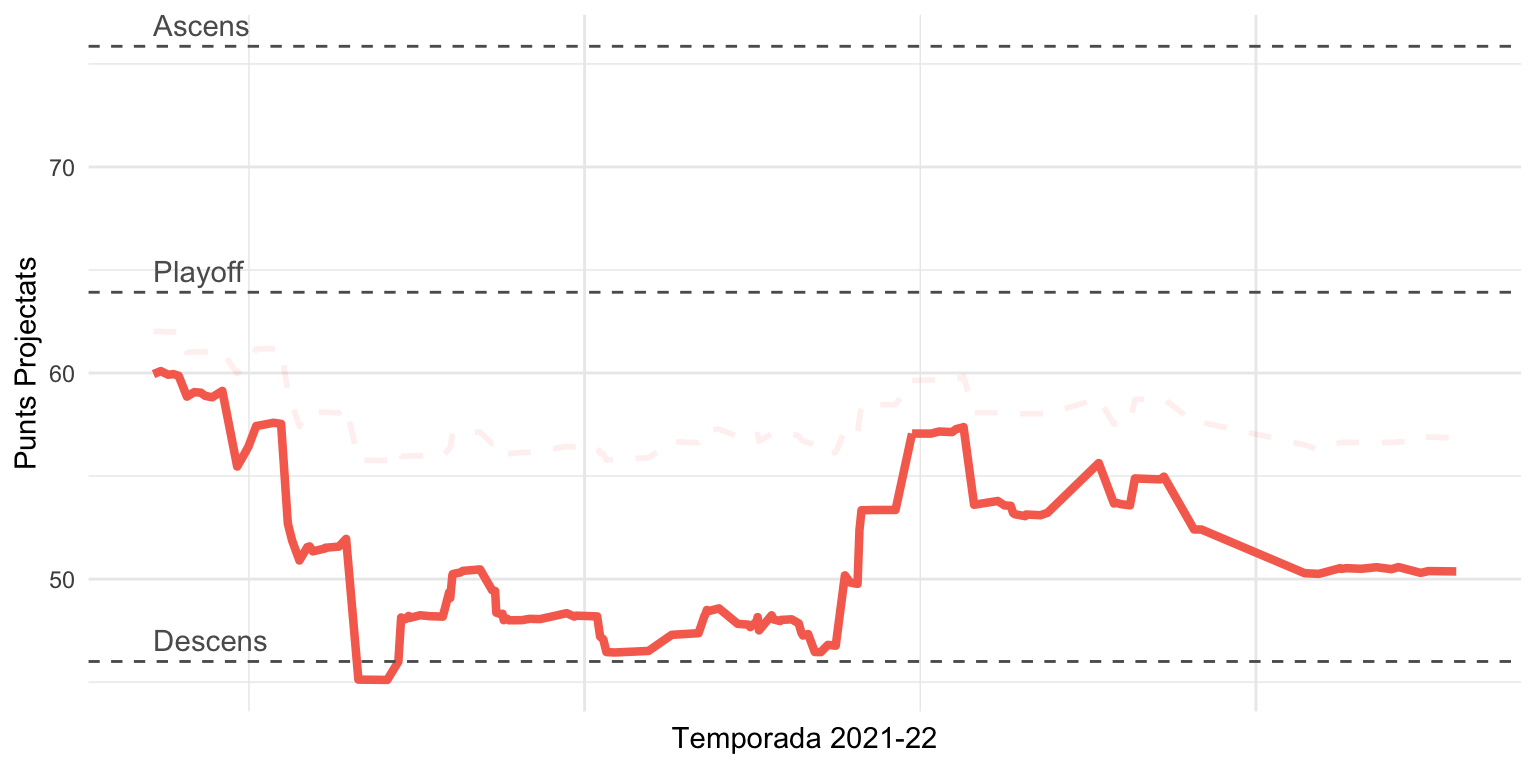 Ascens
70
Playoff
60
50
Descens
Punts Projectats
Temporada 2021-22